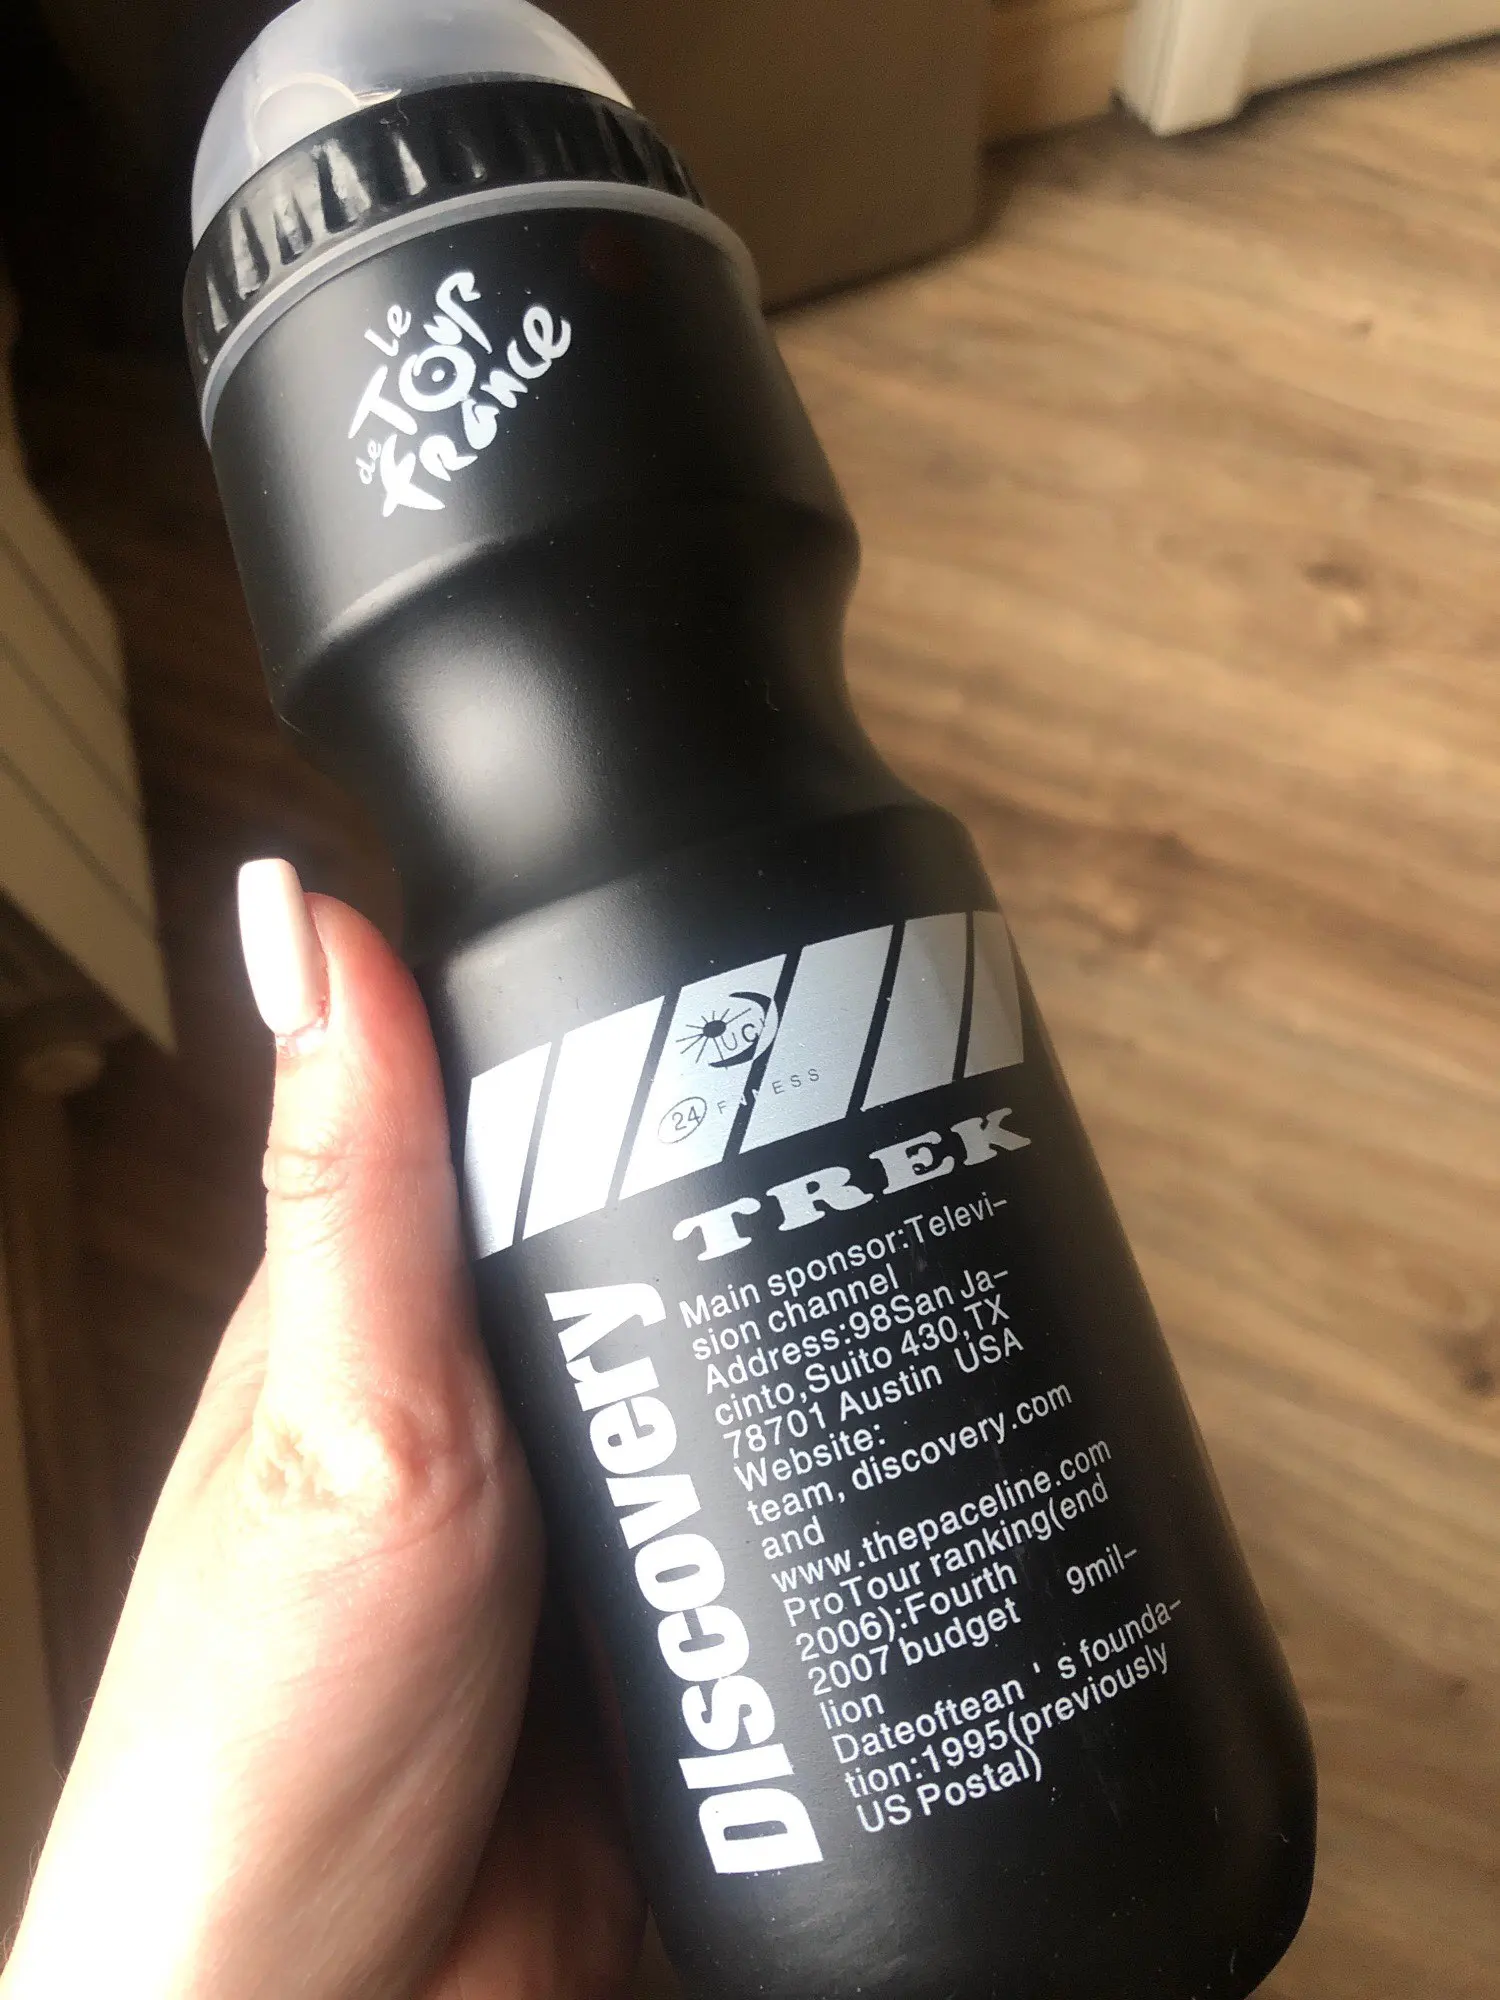 le
Tour
de
france
UCI
24 FITNESS
TREK
Discovery
Main sponsor:Televi-
sion channel
Address:98San Ja-
cinto,Suito 430,TX
78701 Austin USA
Website:
team, discovery.com
and
www.thepaceline.com
ProTour ranking(end
2006):Fourth
2007 budget 9mil-
lion
Dateoftean ' s founda-
tion:1995(previously
US Postal)